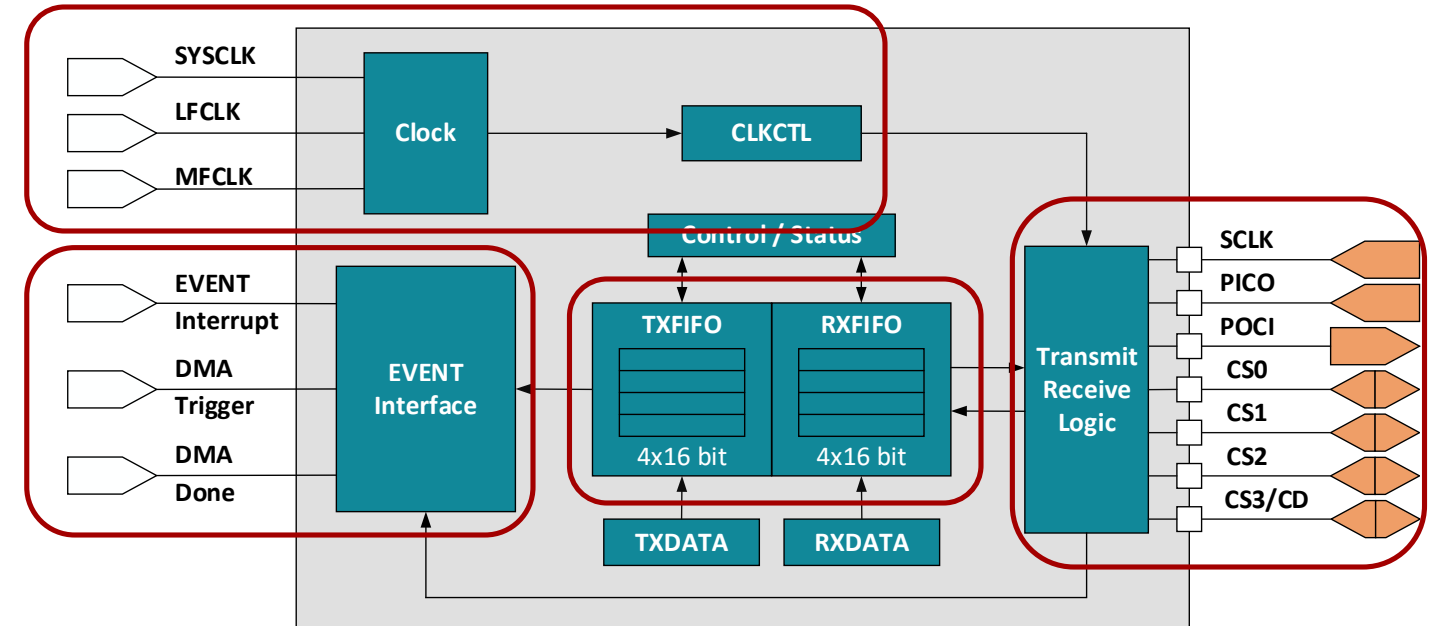 SYSCLK
LFCLK
MFCLK
Clock
CLKCTL
Control / Status
EVENT
Interrupt
DMA
Trigger
DMA
Done
EVENT
Interface
TXFIFO
4x16 bit
RXFIFO
4x16 bit
TXDATA
RXDATA
Transmit
Receive
Logic
SCLK
PICO
POCI
CS0
CS1
CS2
CS3/CD